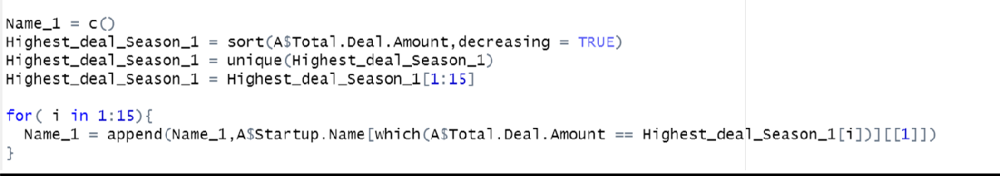 Name_1 = c()
Highest_deal_Season_1 = sort(A$Total.Deal.Amount,decreasing = TRUE)
Highest_deal_Season_1 = unique(Highest_deal_Season_1)
Highest_deal_Season_1 = Highest_deal_Season_1[1:15]
for( i in 1:15){
  Name_1 = append(Name_1,A$Startup.Name[which(A$Total.Deal.Amount == Highest_deal_Season_1[i])][[1]])
}